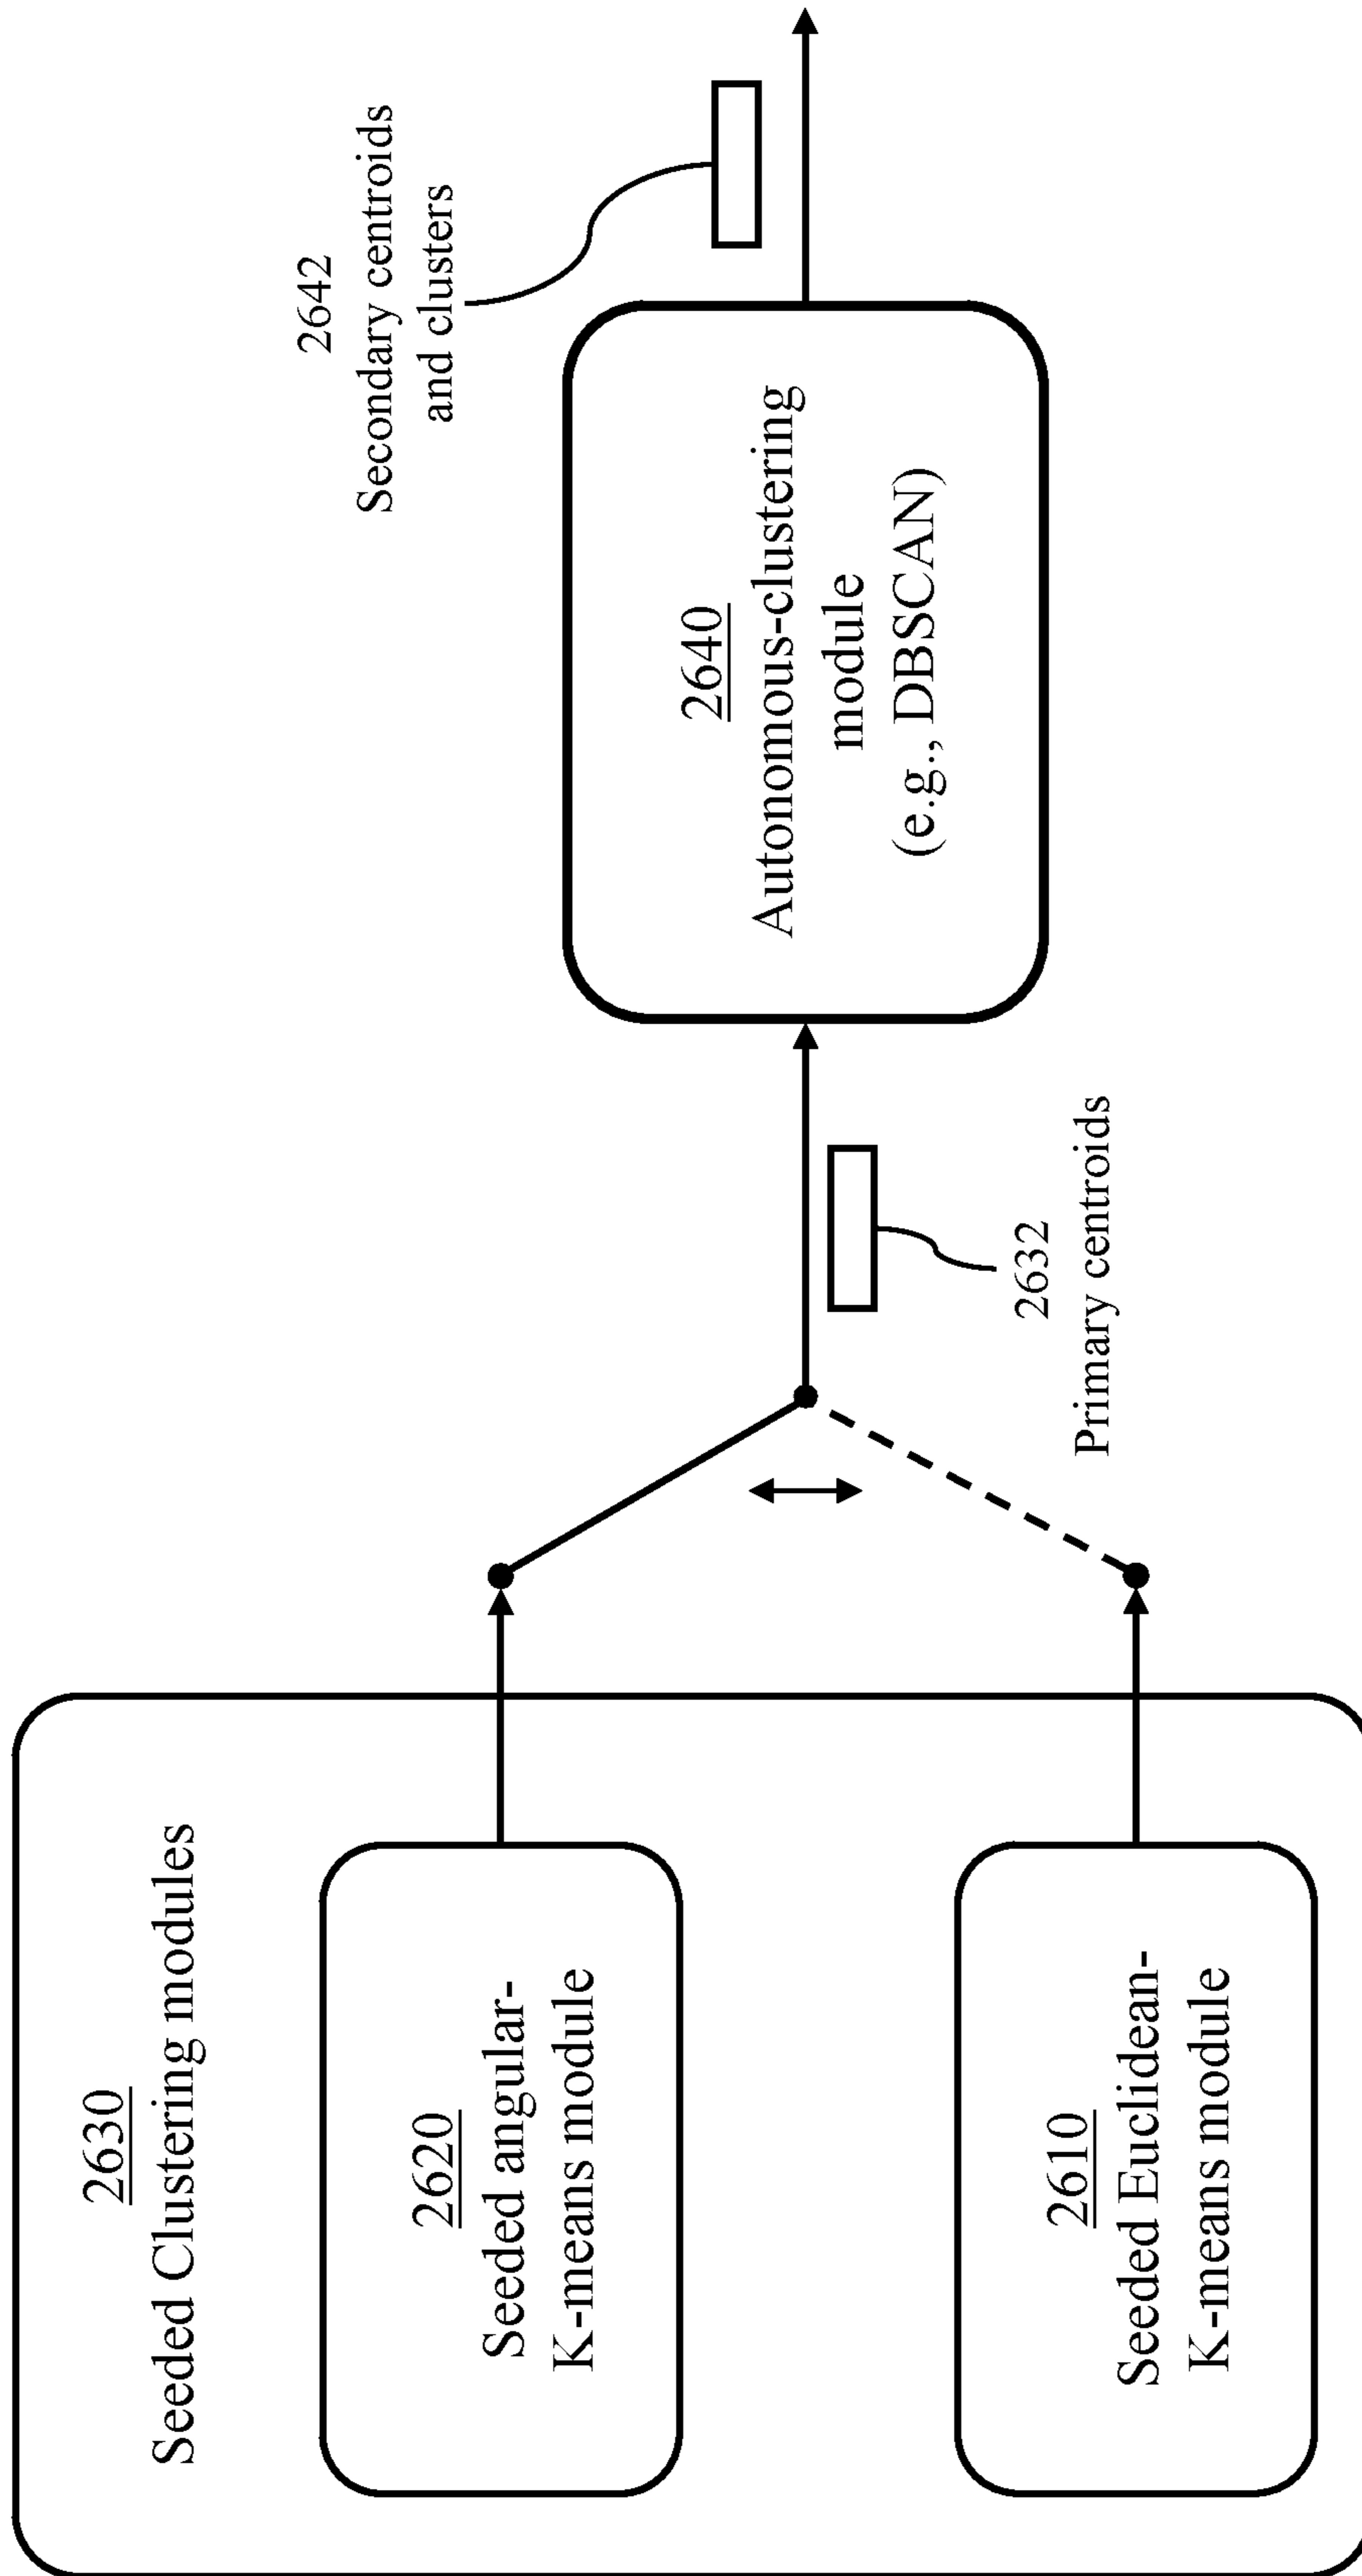 2630
Seeded Clustering modules
2620
Seeded angular-
K-means module
2610
Seeded Euclidean-
K-means module
2632
Primary centroids
2640
Autonomous-clustering
module
(e.g., DBSCAN)
2642
Secondary centroids
and clusters